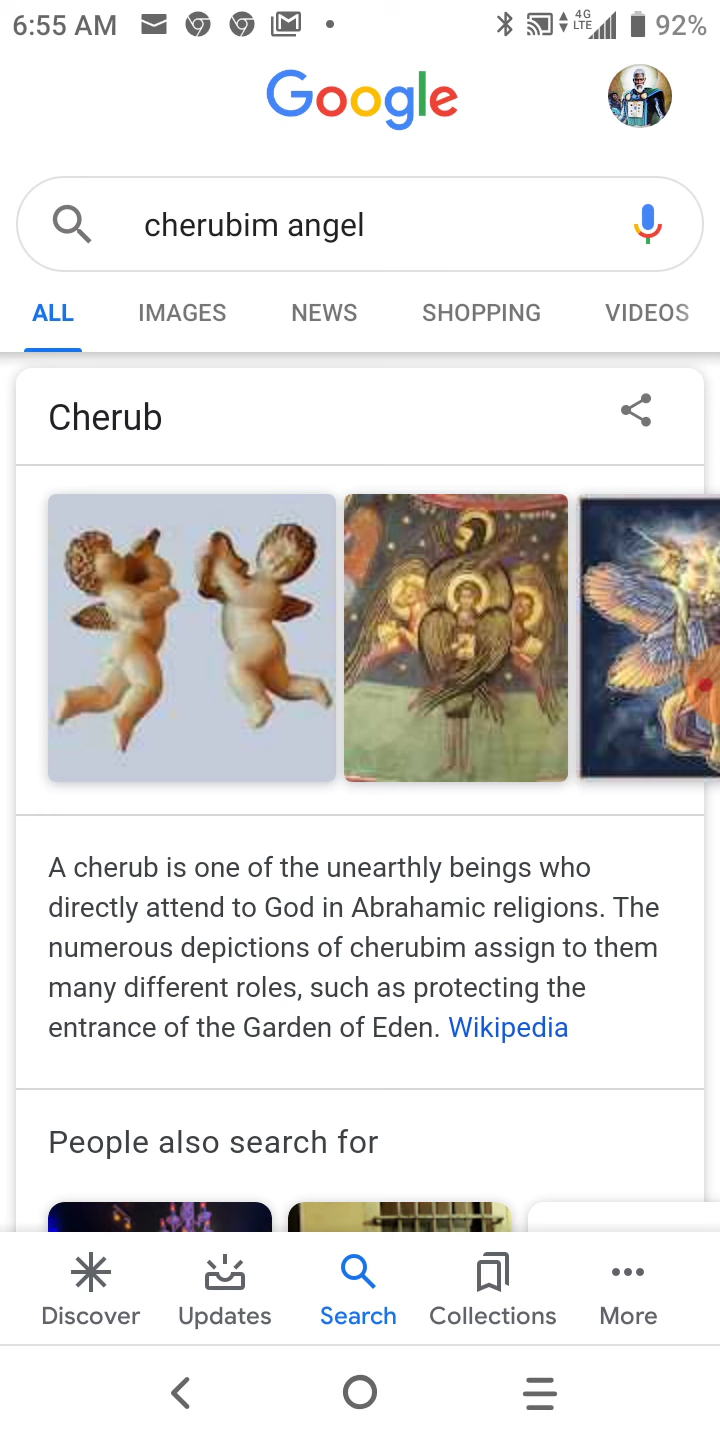 6:55 AM
4G
LTE
92%
Google
cherubim angel
ALL IMAGES NEWS SHOPPING VIDEOS
Cherub
A cherub is one of the unearthly beings who
directly attend to God in Abrahamic religions. The
numerous depictions of cherubim assign to them
many different roles, such as protecting the
entrance of the Garden of Eden. Wikipedia
People also search for
Discover Updates Search Collections More